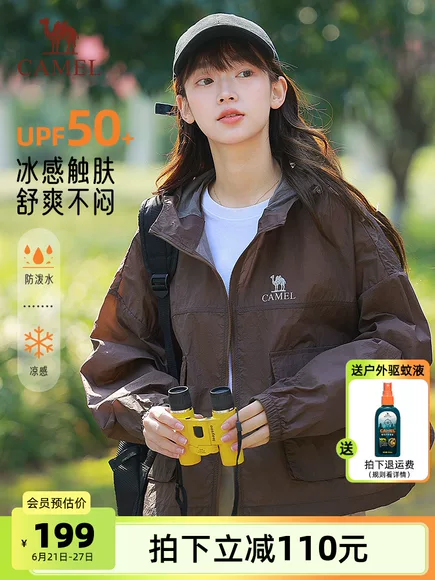 CAMEL
UPF50+
冰感触肤
舒爽不闷
防泼水
凉感
CAMEL
送户外驱蚊液
送
CAMEL
拍下退运费
(规则看详情)
会员预估价
¥199
6月21日-27日
拍下立减110元